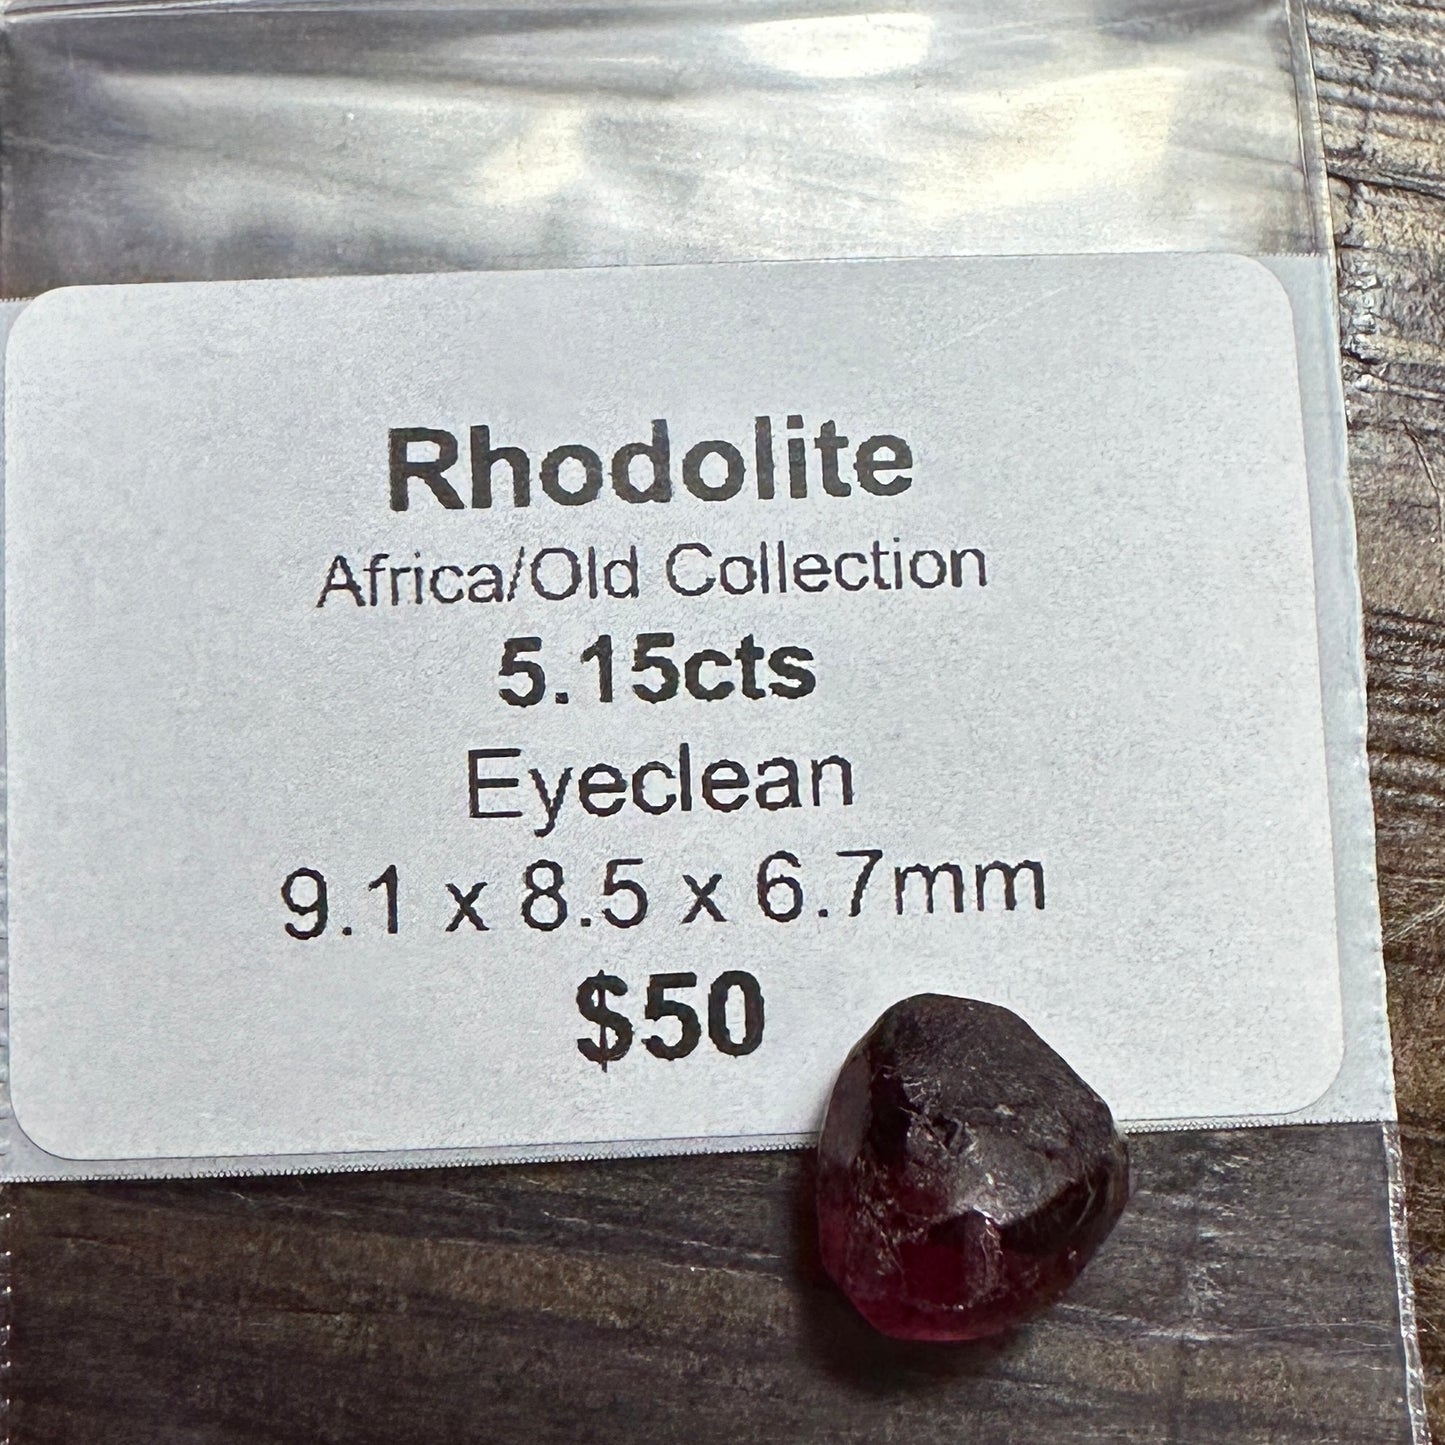 Rhodolite
Africa/Old Collection
5.15cts
Eyeclean
9.1 x 8.5 x 6.7mm
$50